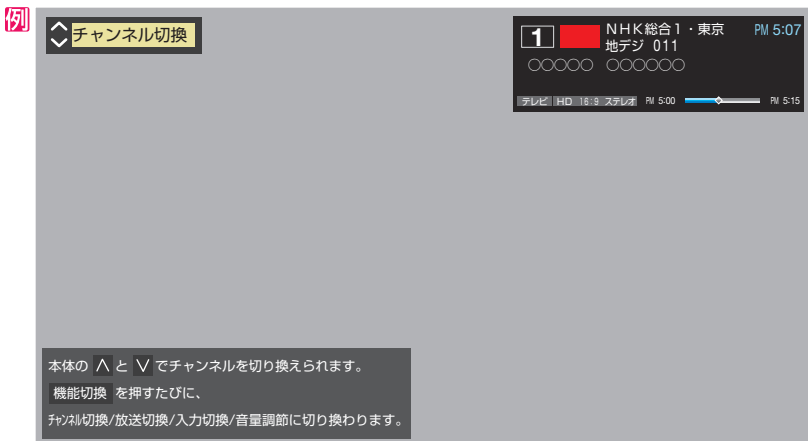 例
チャンネル切換
1 NHK総合1・東京 PM 5:07
地デジ 011
○○○○○ ○○○○○○
テレビ HD 16:9 ステレオ PM 5:00 PM 5:15
本体の ∧ と ∨ でチャンネルを切り換えられます。
機能切換 を押すたびに、
ﾁｬﾝﾈﾙ切換/放送切換/入力切換/音量調節に切り換わります。